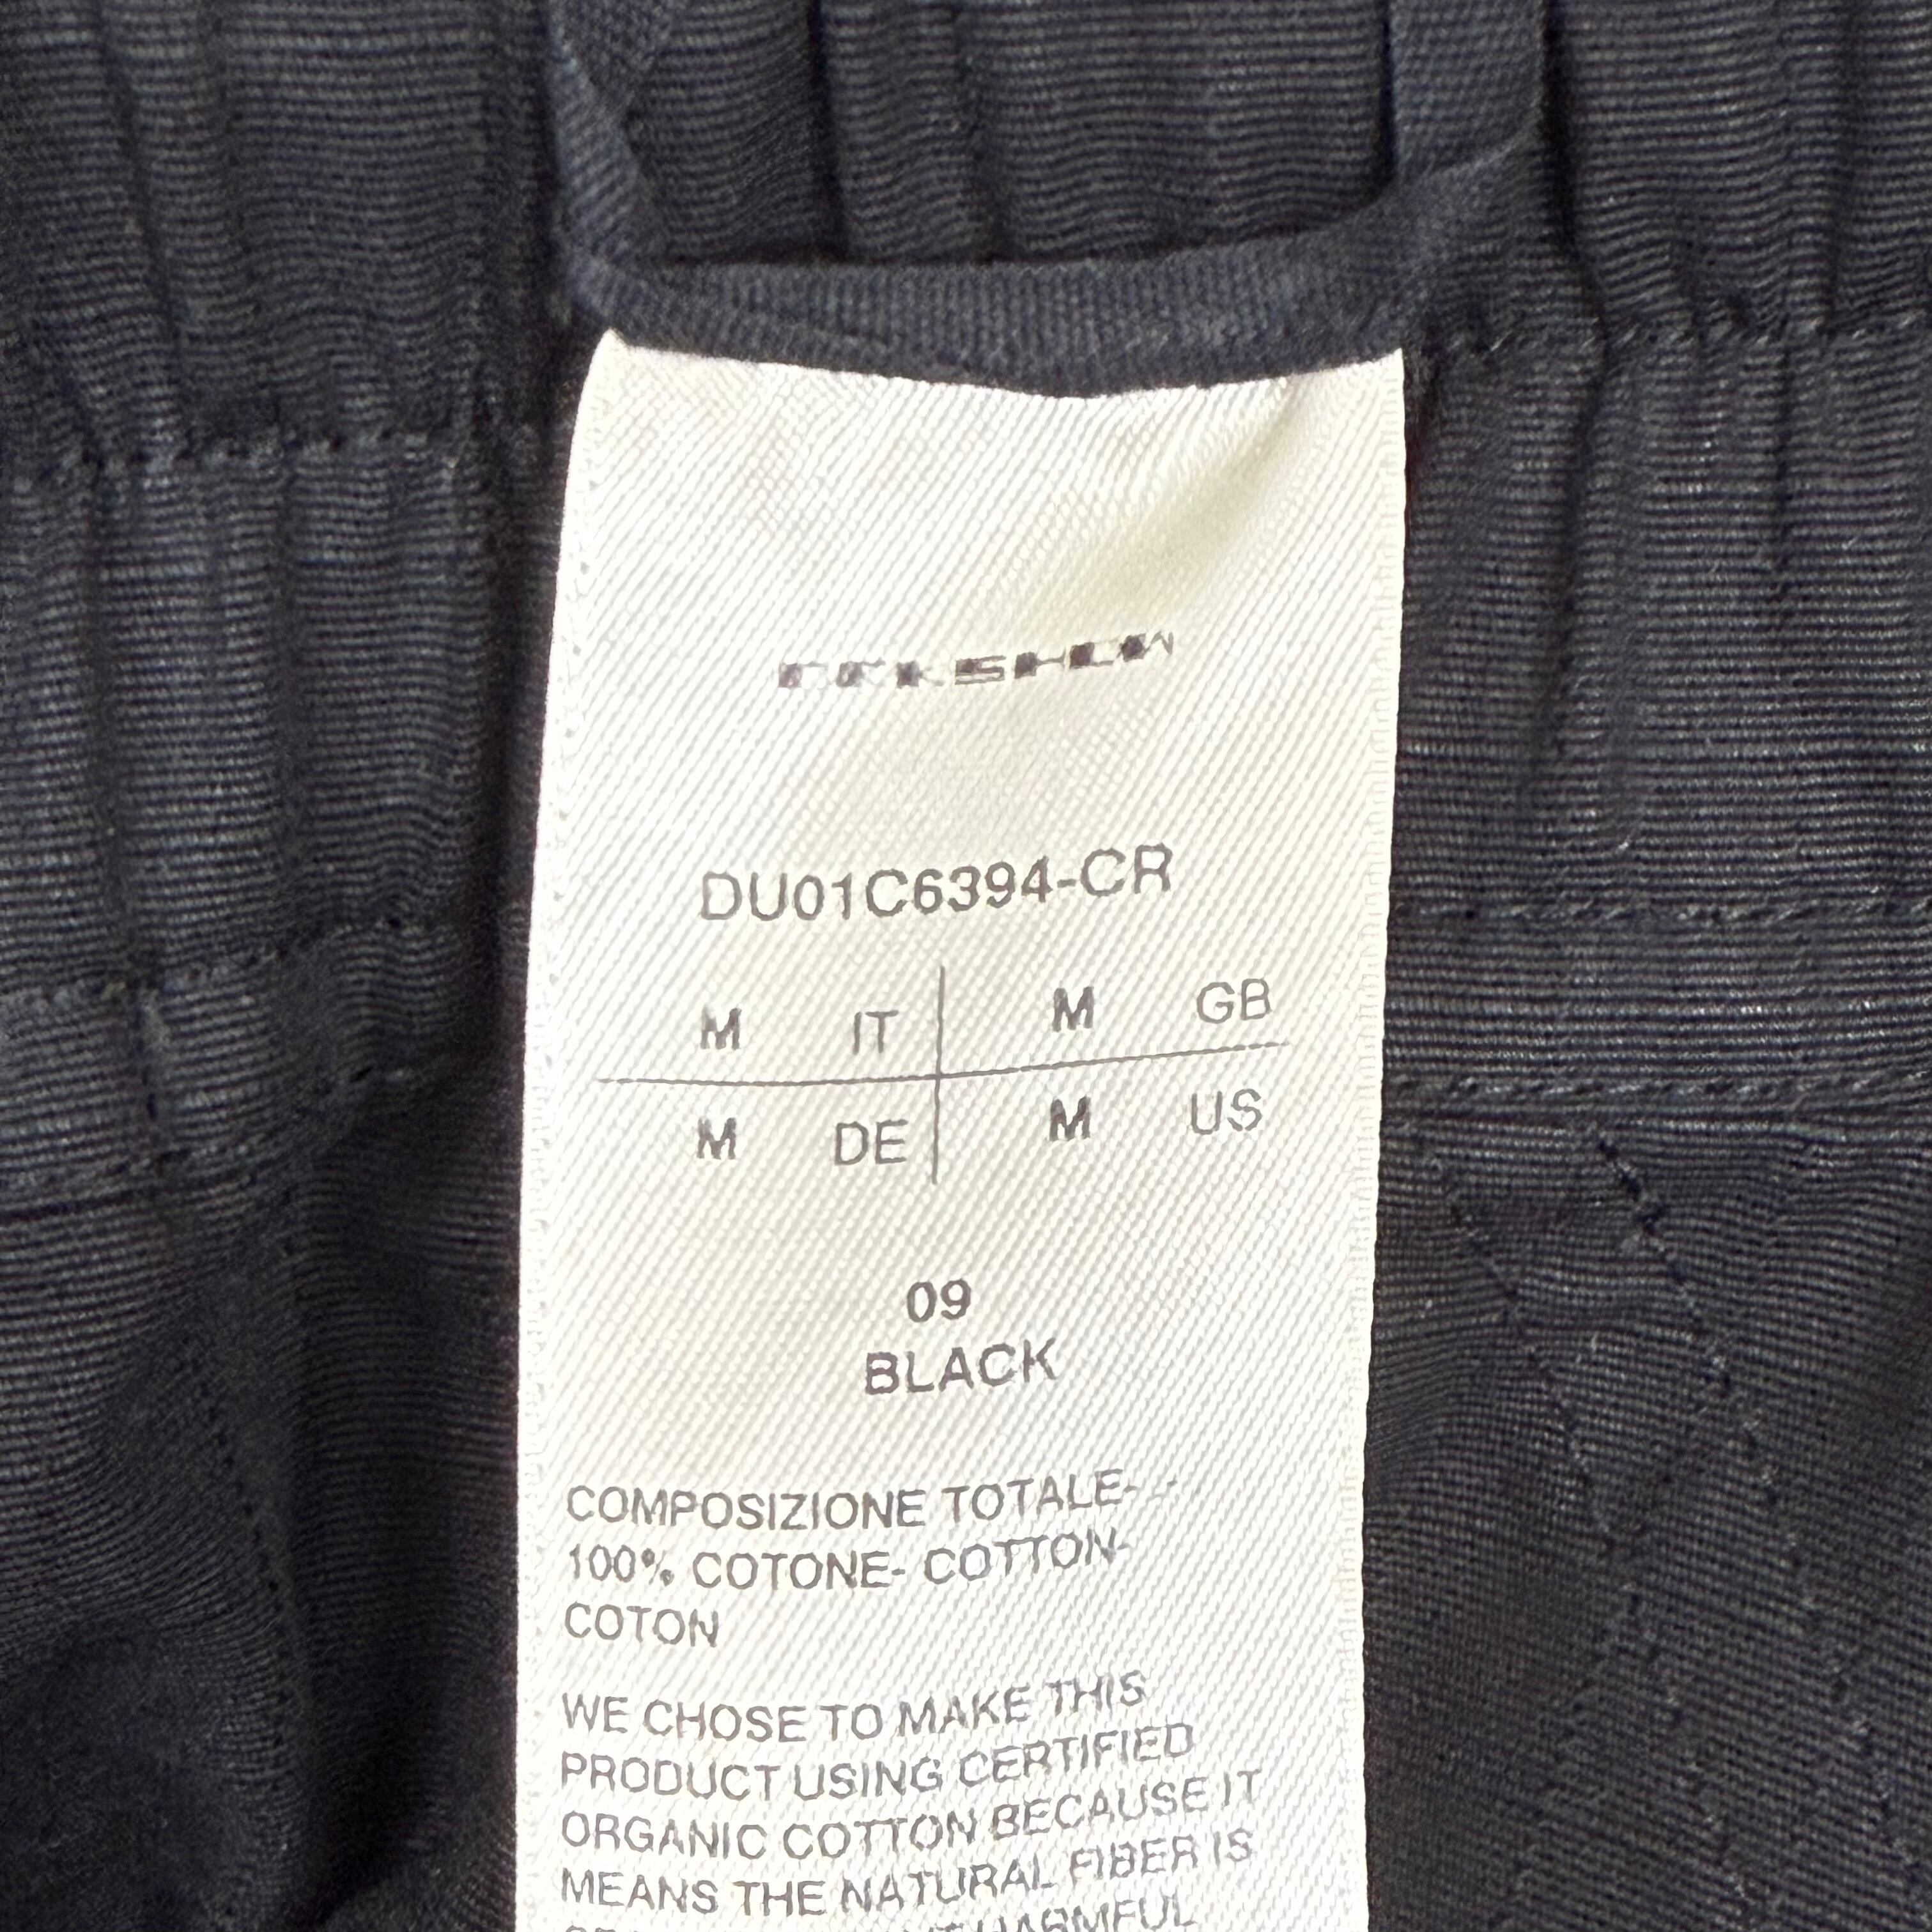 DRKSHDW
DU01C6394-CR
M IT M GB
M DE M US
09
BLACK
COMPOSIZIONE TOTALE- -
100% COTONE- COTTON-
COTON
WE CHOSE TO MAKE THIS
PRODUCT USING CERTIFIED
ORGANIC COTTON BECAUSE IT
MEANS THE NATURAL FIBER IS
HARMFUL